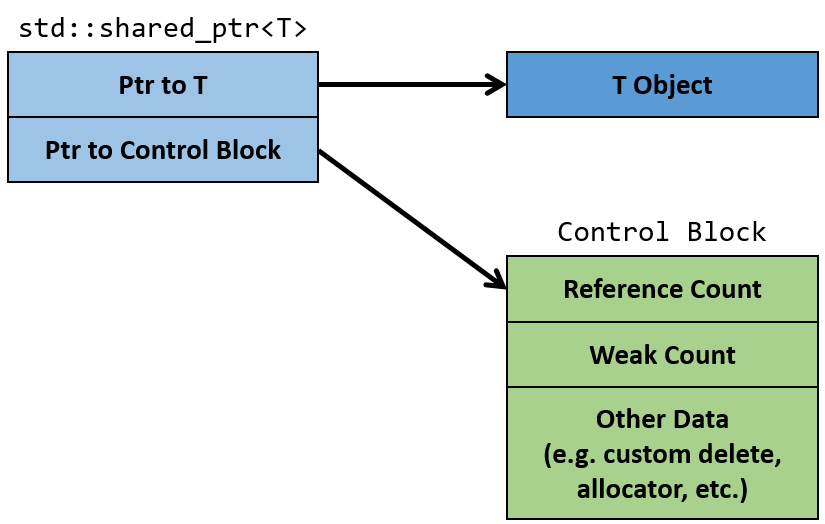 std::shared_ptr<T>
Ptr to T
T Object
Ptr to Control Block
Control Block
Reference Count
Weak Count
Other Data
(e.g. custom delete,
allocator, etc.)